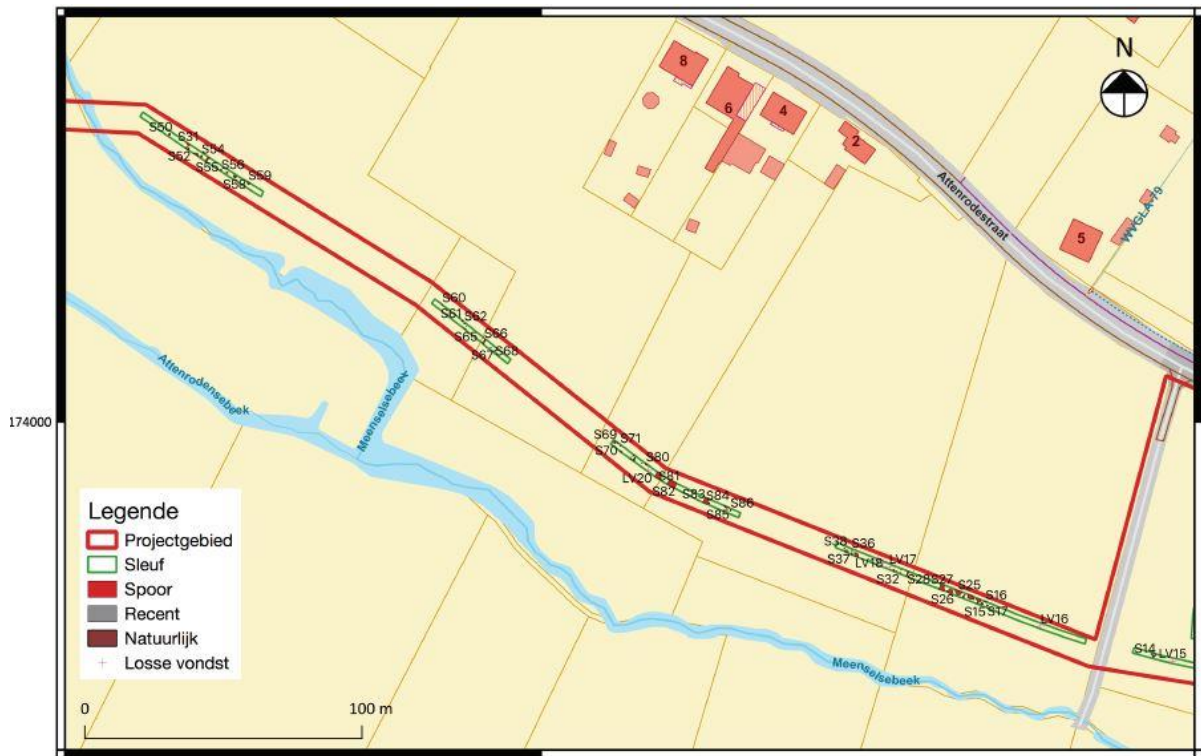 N
8
6
4
2
5
Attenrodestraat
WVGLA-79
S50
S31
S54
S52
S55
S56
S58
S59
S60
S61
S62
S65
S66
S67
S68
Attenrodensebeek
Meenselsebeek
174000
S69
S71
S70
S80
LV20
S81
S82
S83
S84
S85
S86
S38
S36
S37
LV18
LV17
S32
S28
S27
S25
S26
S16
S15
S17
LV16
S14
LV15
Meenselsebeek
Legende
Projectgebied
Sleuf
Spoor
Recent
Natuurlijk
Losse vondst
0
100 m